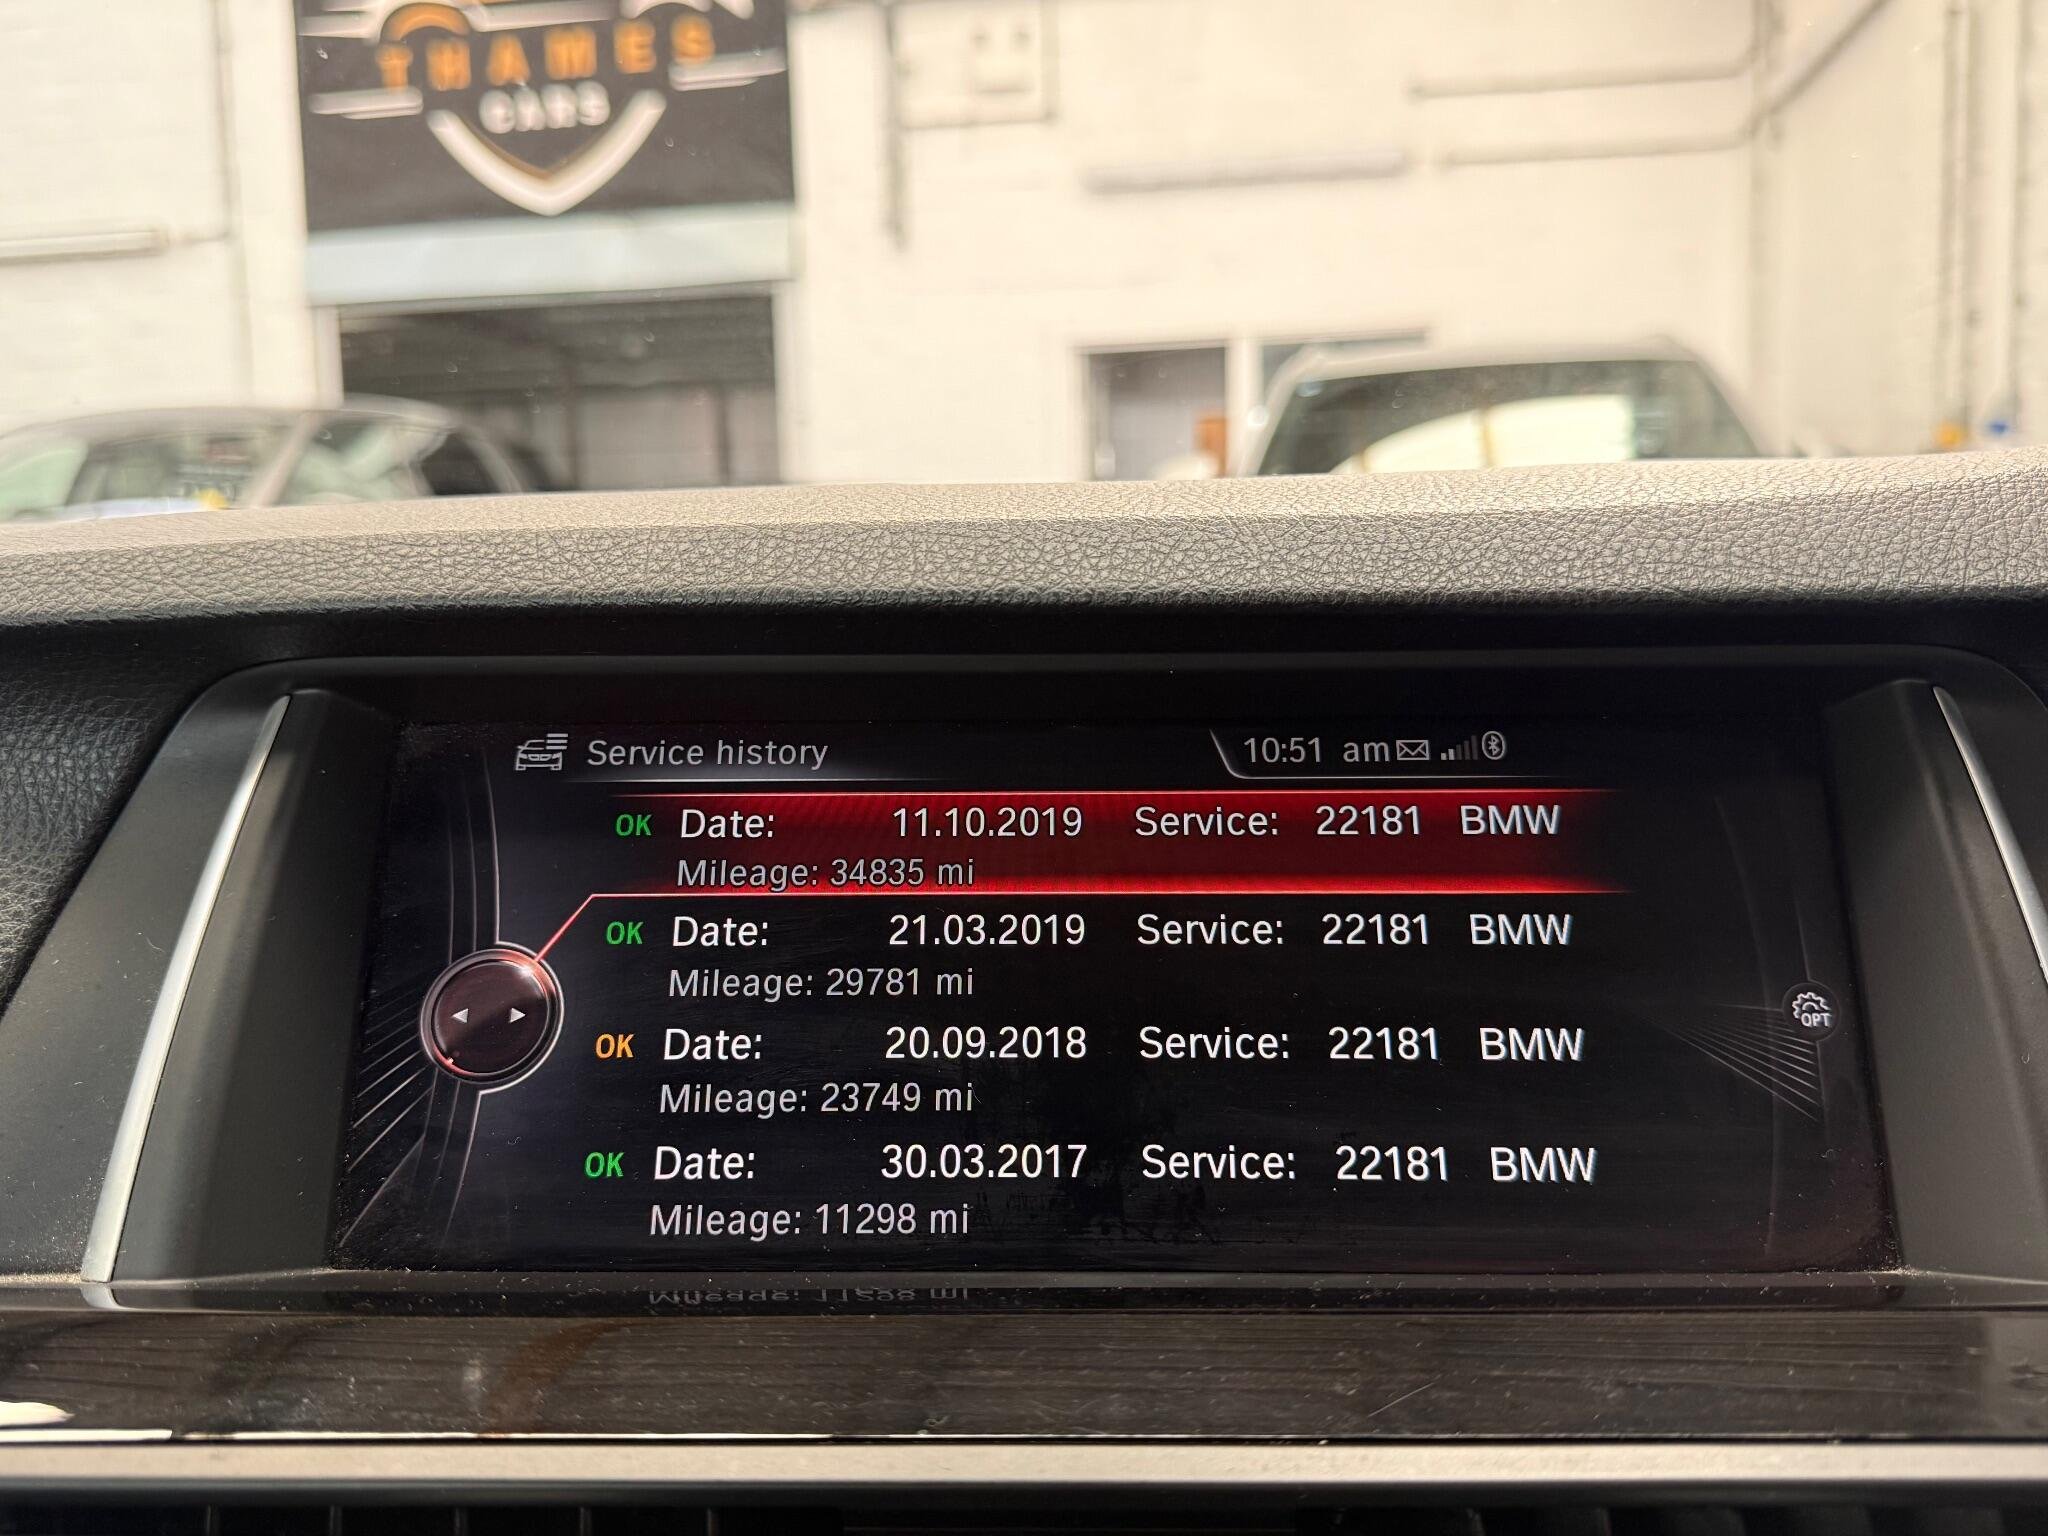 THAMES
CARS
Service history 10:51 am
OK Date: 11.10.2019 Service: 22181 BMW
Mileage: 34835 mi
OK Date: 21.03.2019 Service: 22181 BMW
Mileage: 29781 mi
OK Date: 20.09.2018 Service: 22181 BMW
Mileage: 23749 mi
OK Date: 30.03.2017 Service: 22181 BMW
Mileage: 11298 mi
OPT